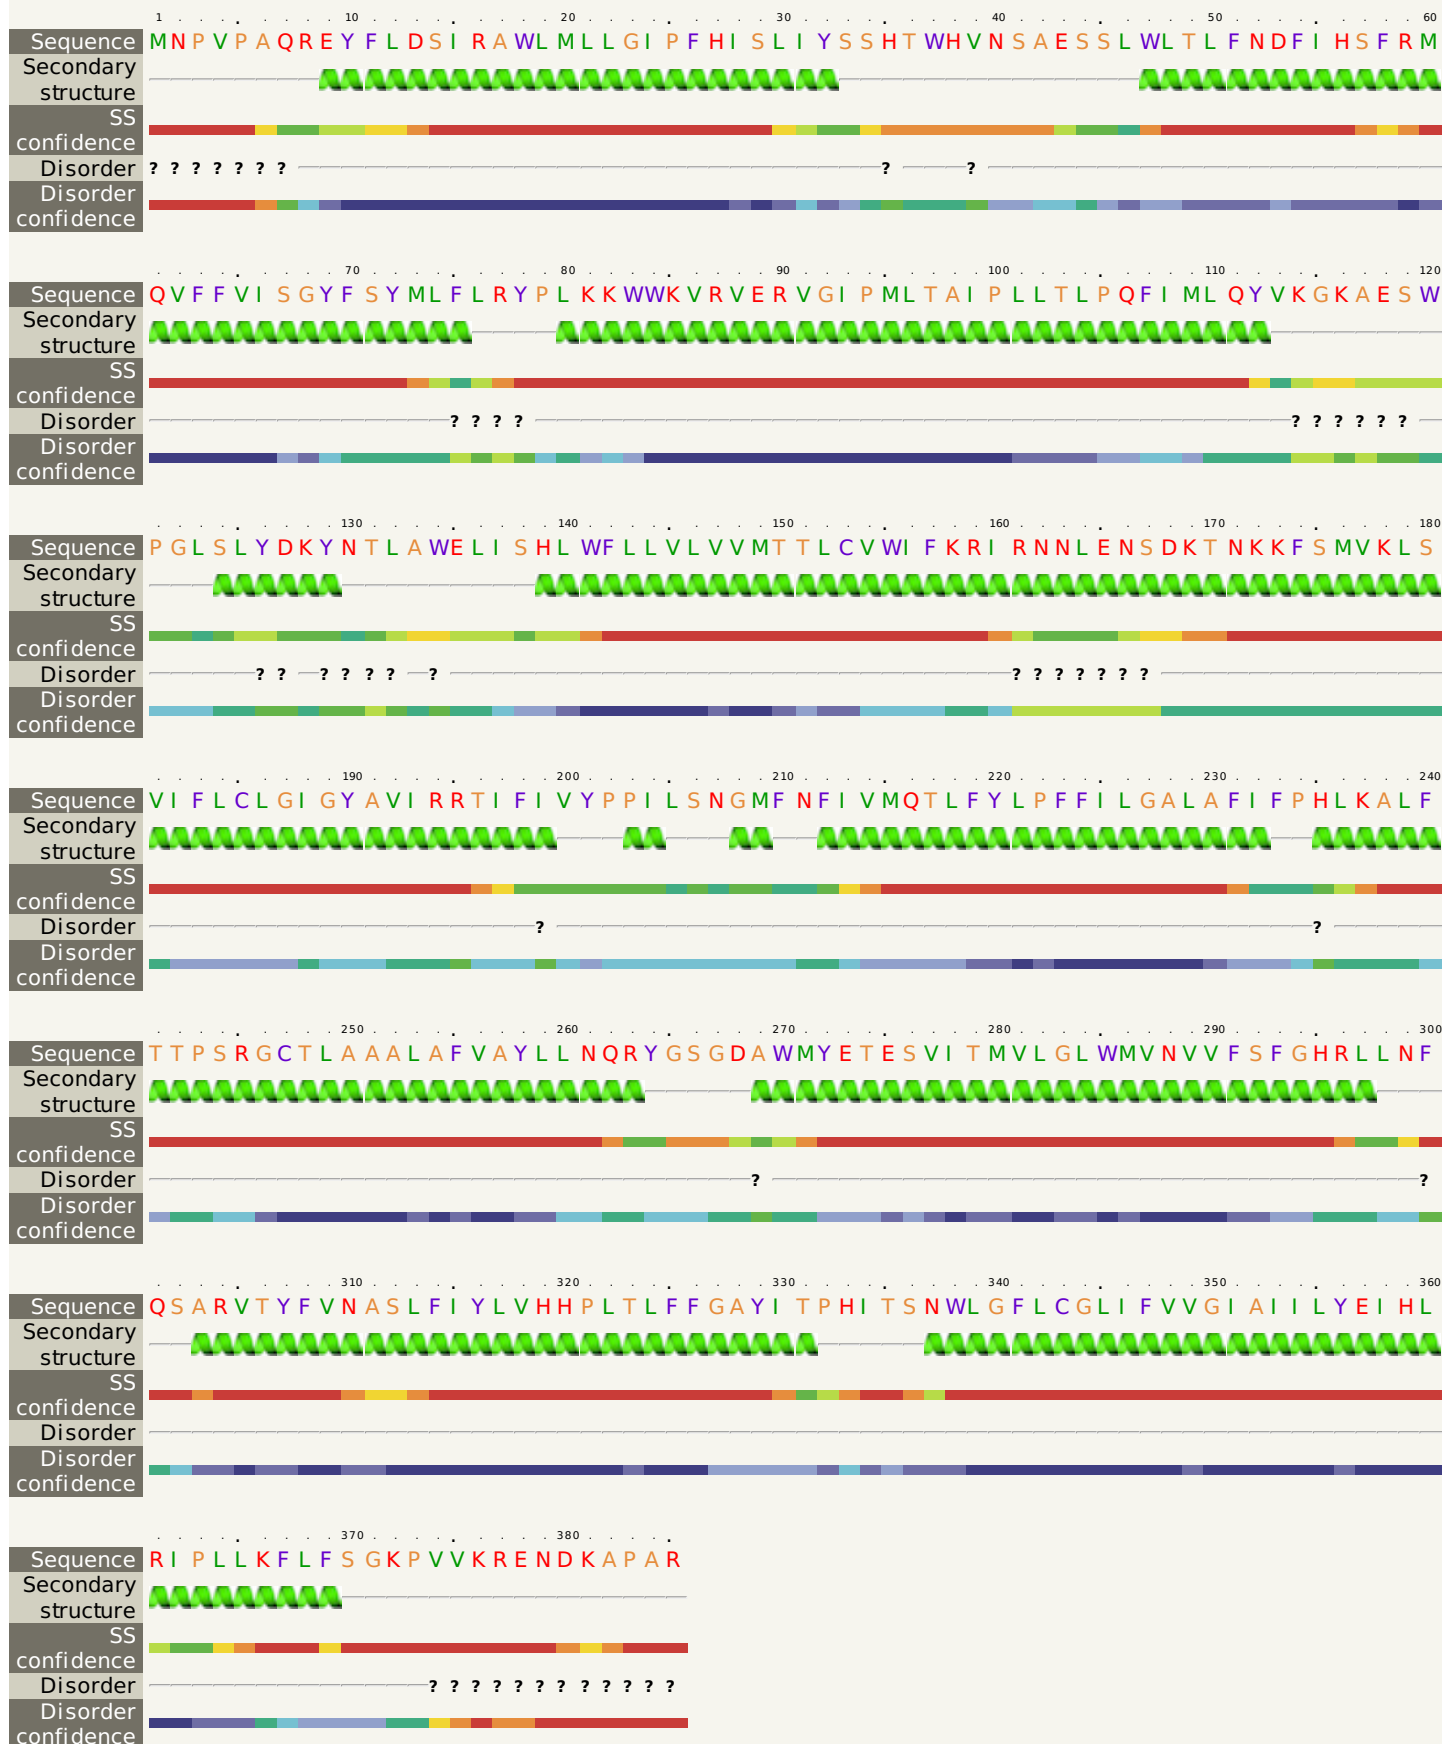 1 10 20 30 40 50 60
Sequence MNPVPAQREYFLDSIRAWLMLLGIPFHISLIYSSHTWHVNSAESSLWLTLFNDFIHSFRM
Secondary
structure
SS
confidence
Disorder ? ? ? ? ? ? ? ? ?
Disorder
confidence
70 80 90 100 110 120
Sequence QVFFVISGYFSYMLFLRYPLKKWWKVRVERVGIPMLTAIPLLTLPQFIMLQYVKGKAESW
Secondary
structure
SS
confidence
Disorder ? ? ? ? ? ? ? ? ? ?
Disorder
confidence
130 140 150 160 170 180
Sequence PGLSLYDKYNTLAWELISHLWFLLVLVVMTTLCVWIFKRIRNNLENSDKTNKKFSMVKLS
Secondary
structure
SS
confidence
Disorder ? ? ? ? ? ? ? ? ? ? ? ? ? ?
Disorder
confidence
190 200 210 220 230 240
Sequence VIFLCLGIGYAVIRRTIFIVYPPILSNGMFNFIVMQTLFYLPFFILGALAFIFPHLKALF
Secondary
structure
SS
confidence
Disorder ? ?
Disorder
confidence
250 260 270 280 290 300
Sequence TTPSRGCTLAAALAFVAYLLNQRYGSGDAWMYETESVITMVLGLWMVNVVFSFGHRLLNF
Secondary
structure
SS
confidence
Disorder ? ?
Disorder
confidence
310 320 330 340 350 360
Sequence QSARVTYFVNASLFIYLVHHPLTLFFGAYITPHITSNWLGFLCGLIFVVGIAIILYEIHL
Secondary
structure
SS
confidence
Disorder
Disorder
confidence
370 380
Sequence RIPLLKFLFSGKPVVKRENDKAPAR
Secondary
structure
SS
confidence
Disorder ? ? ? ? ? ? ? ? ? ? ? ?
Disorder
confidence